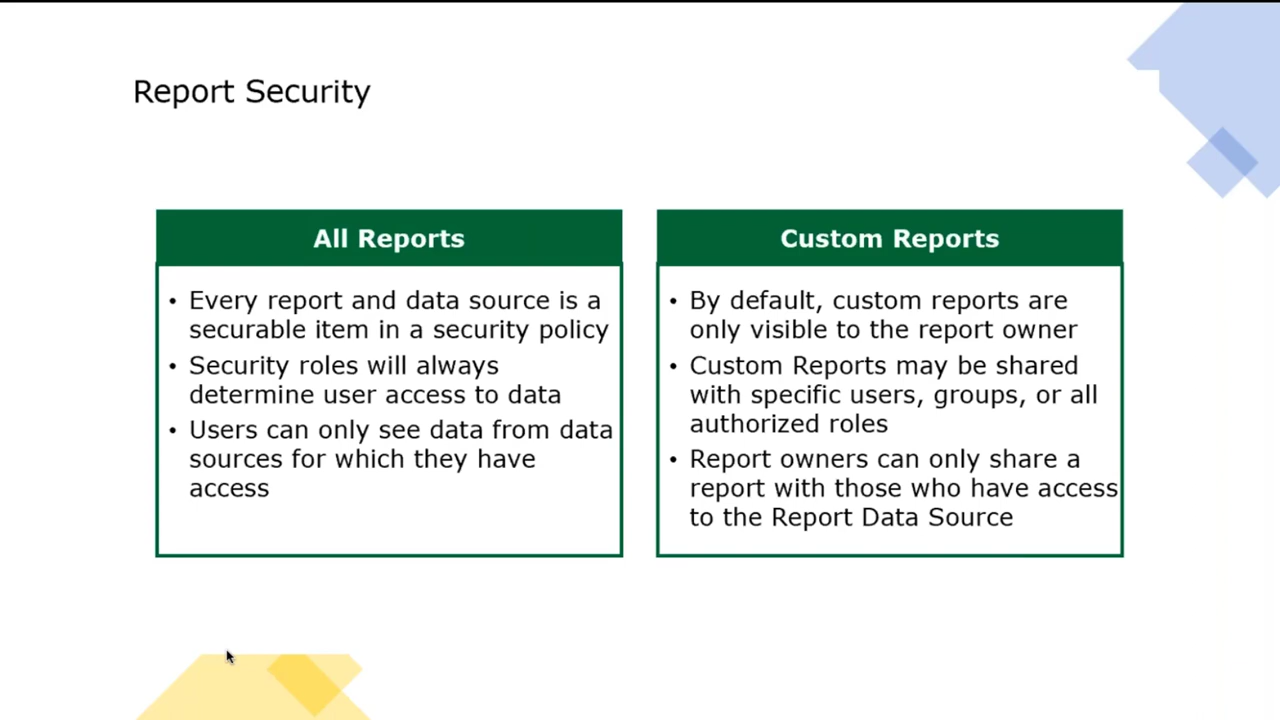 Report Security
All Reports
• Every report and data source is a
securable item in a security policy
• Security roles will always
determine user access to data
• Users can only see data from data
sources for which they have
access
Custom Reports
• By default, custom reports are
only visible to the report owner
• Custom Reports may be shared
with specific users, groups, or all
authorized roles
• Report owners can only share a
report with those who have access
to the Report Data Source